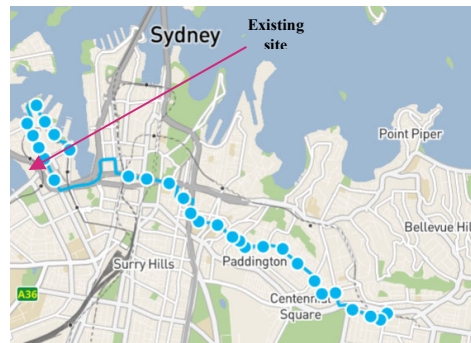 Existing
site
Sydney
Point Piper
Bellevue Hil
Surry Hills
Paddington
Centennial
Square
A36